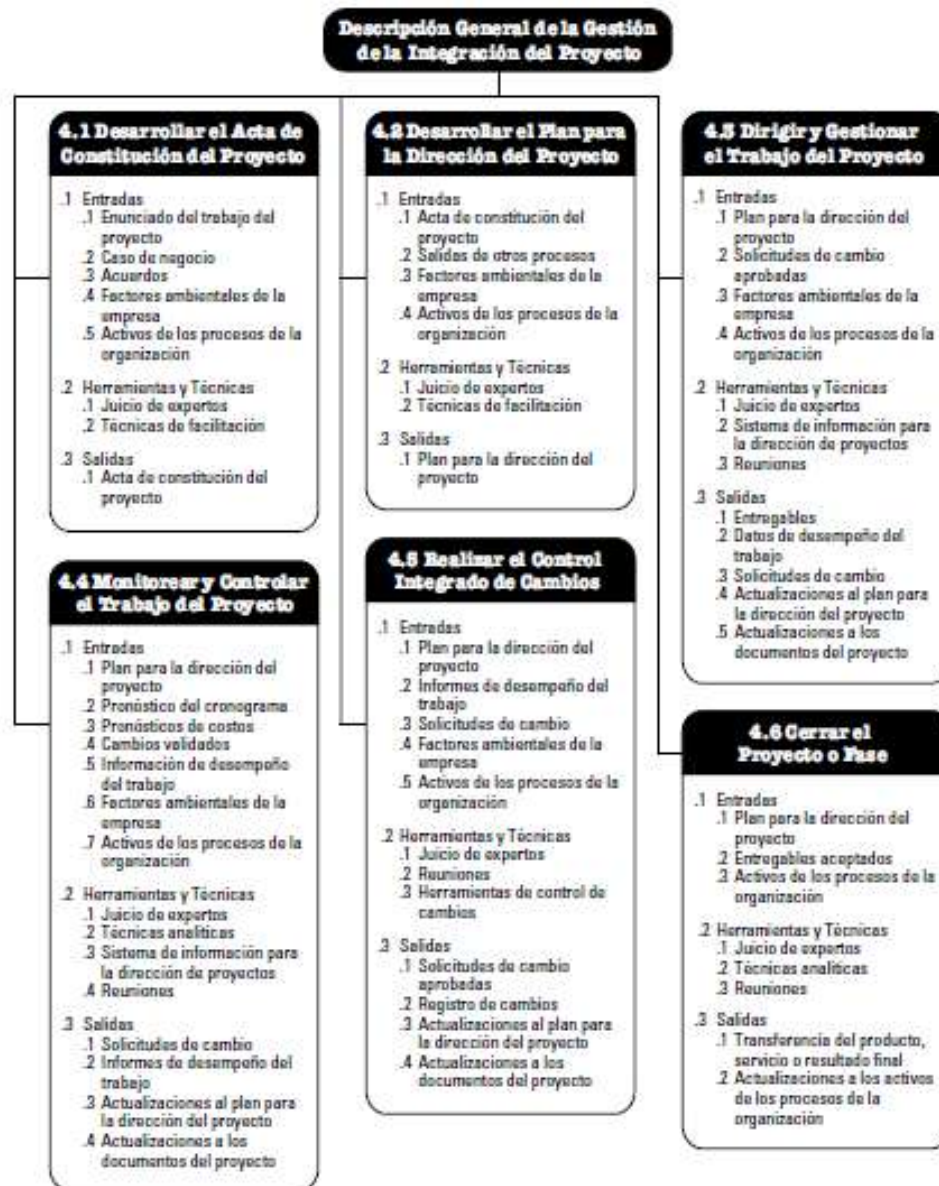 Descripción General de la Gestión
de la Integración del Proyecto
4.1 Desarrollar el Acta de
Constitución del Proyecto
.1 Entradas
.1 Enunciado del trabajo del
proyecto
.2 Caso de negocio
.3 Acuerdos
.4 Factores ambientales de la
empresa
.5 Activos de los procesos de la
organización
.2 Herramientas y Técnicas
.1 Juicio de expertos
.2 Técnicas de facilitación
.3 Salidas
.1 Acta de constitución del
proyecto
4.2 Desarrollar el Plan para
la Dirección del Proyecto
.1 Entradas
.1 Acta de constitución del
proyecto
.2 Salidas de otros procesos
.3 Factores ambientales de la
empresa
.4 Activos de los procesos de la
organización
.2 Herramientas y Técnicas
.1 Juicio de expertos
.2 Técnicas de facilitación
.3 Salidas
.1 Plan para la dirección del
proyecto
4.3 Dirigir y Gestionar
el Trabajo del Proyecto
.1 Entradas
.1 Plan para la dirección del
proyecto
.2 Solicitudes de cambio
aprobadas
.3 Factores ambientales de la
empresa
.4 Activos de los procesos de la
organización
.2 Herramientas y Técnicas
.1 Juicio de expertos
.2 Sistema de información para
la dirección de proyectos
.3 Reuniones
.3 Salidas
.1 Entregables
.2 Datos de desempeño del
trabajo
.3 Solicitudes de cambio
.4 Actualizaciones al plan para
la dirección del proyecto
.5 Actualizaciones a los
documentos del proyecto
4.4 Monitorear y Controlar
el Trabajo del Proyecto
.1 Entradas
.1 Plan para la dirección del
proyecto
.2 Pronóstico del cronograma
.3 Pronósticos de costos
.4 Cambios validados
.5 Información de desempeño
del trabajo
.6 Factores ambientales de la
empresa
.7 Activos de los procesos de la
organización
.2 Herramientas y Técnicas
.1 Juicio de expertos
.2 Técnicas analíticas
.3 Sistema de información para
la dirección de proyectos
.4 Reuniones
.3 Salidas
.1 Solicitudes de cambio
.2 Informes de desempeño del
trabajo
.3 Actualizaciones al plan para
la dirección del proyecto
.4 Actualizaciones a los
documentos del proyecto
4.5 Realizar el Control
Integrado de Cambios
.1 Entradas
.1 Plan para la dirección del
proyecto
.2 Informes de desempeño del
trabajo
.3 Solicitudes de cambio
.4 Factores ambientales de la
empresa
.5 Activos de los procesos de la
organización
.2 Herramientas y Técnicas
.1 Juicio de expertos
.2 Reuniones
.3 Herramientas de control de
cambios
.3 Salidas
.1 Solicitudes de cambio
aprobadas
.2 Registro de cambios
.3 Actualizaciones al plan para
la dirección del proyecto
.4 Actualizaciones a los
documentos del proyecto
4.6 Cerrar el
Proyecto o Fase
.1 Entradas
.1 Plan para la dirección del
proyecto
.2 Entregables aceptados
.3 Activos de los procesos de la
organización
.2 Herramientas y Técnicas
.1 Juicio de expertos
.2 Técnicas analíticas
.3 Reuniones
.3 Salidas
.1 Transferencia del producto,
servicio o resultado final
.2 Actualizaciones a los activos
de los procesos de la
organización